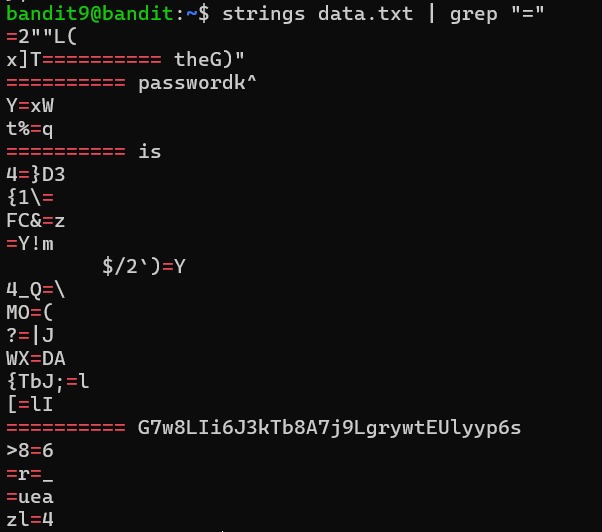 bandit9@bandit:~$ strings data.txt | grep "="
=2""L(
x]T========== theG)"
========== passwordk^
Y=xW
t%=q
========== is
4=}D3
{1\=
FC&=z
=Y!m
$/2`)=Y
4_Q=\
MO=(
?=|J
WX=DA
{TbJ;=l
[=lI
========== G7w8LIi6J3kTb8A7j9LgrywtEUlyyp6s
>8=6
=r=_
=uea
zl=4